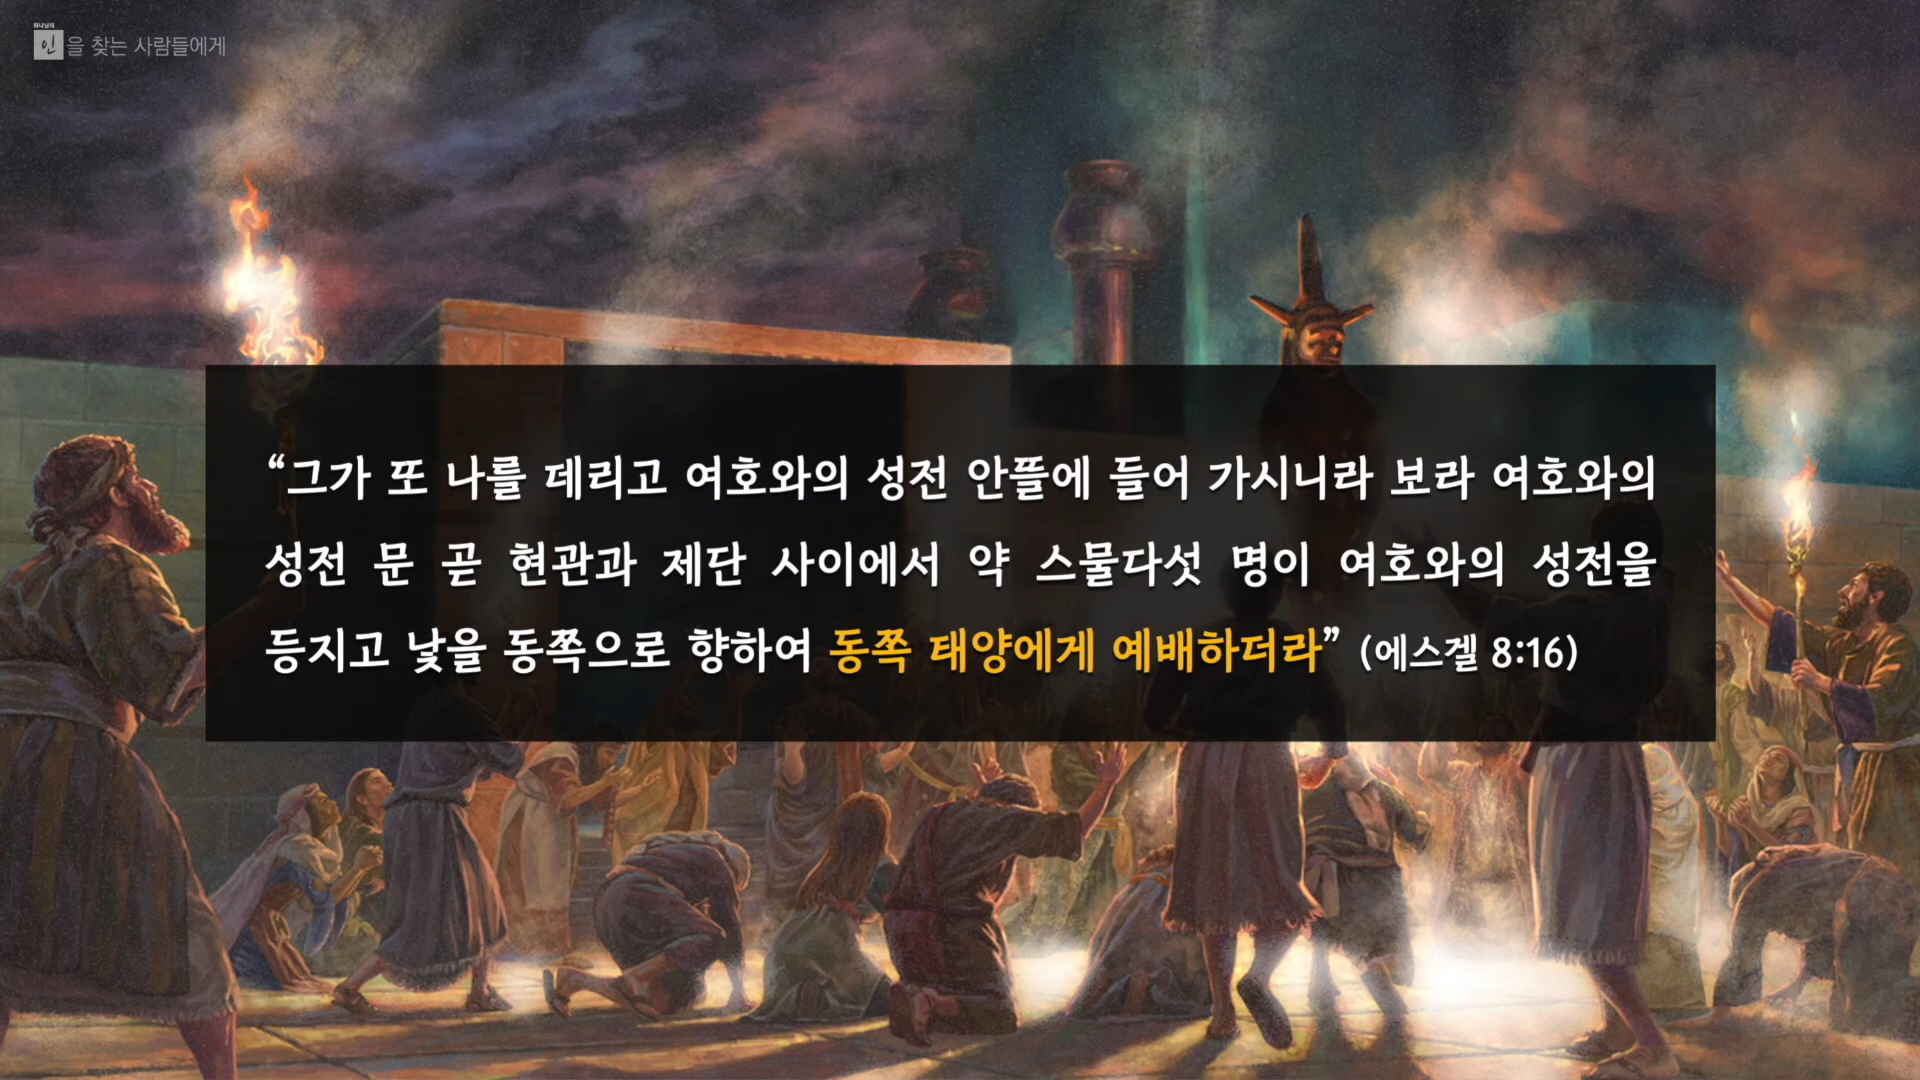 하나님의
인을 찾는 사람들에게
“그가 또 나를 데리고 여호와의 성전 안뜰에 들어 가시니라 보라 여호와의
성전 문 곧 현관과 제단 사이에서 약 스물다섯 명이 여호와의 성전을
등지고 낯을 동쪽으로 향하여 동쪽 태양에게 예배하더라” (에스겔 8:16)